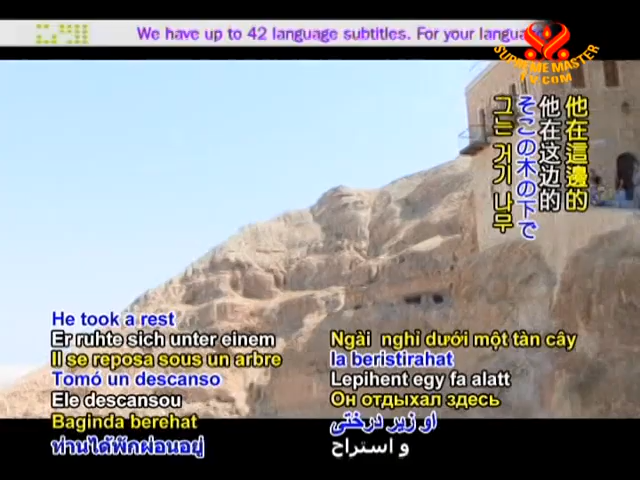 We have up to 42 language subtitles. For your langua
SUPREME MASTER
TV.COM
他在這邊的
他在这边的
そこの木の下で
그는 거기 나무
He took a rest
Er ruhte sich unter einem
Il se reposa sous un arbre
Tomó un descanso
Ele descansou
Baginda berehat
ท่านได้พักผ่อนอยู่
Ngài nghỉ dưới một tàn cây
Ia beristirahat
Lepihent egy fa alatt
Он отдыхал здесь
او زیر درختی
و استراح